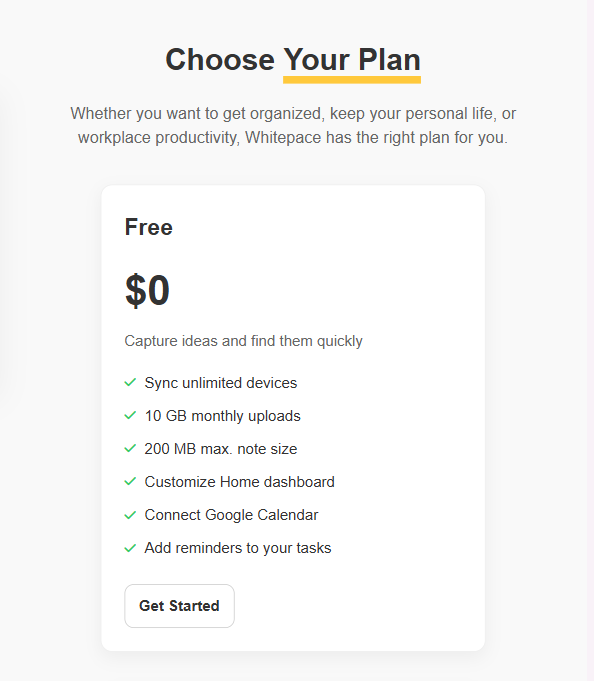 Choose Your Plan
Whether you want to get organized, keep your personal life, or
workplace productivity, Whitepace has the right plan for you.
Free
$0
Capture ideas and find them quickly
Sync unlimited devices
10 GB monthly uploads
200 MB max. note size
Customize Home dashboard
Connect Google Calendar
Add reminders to your tasks
Get Started